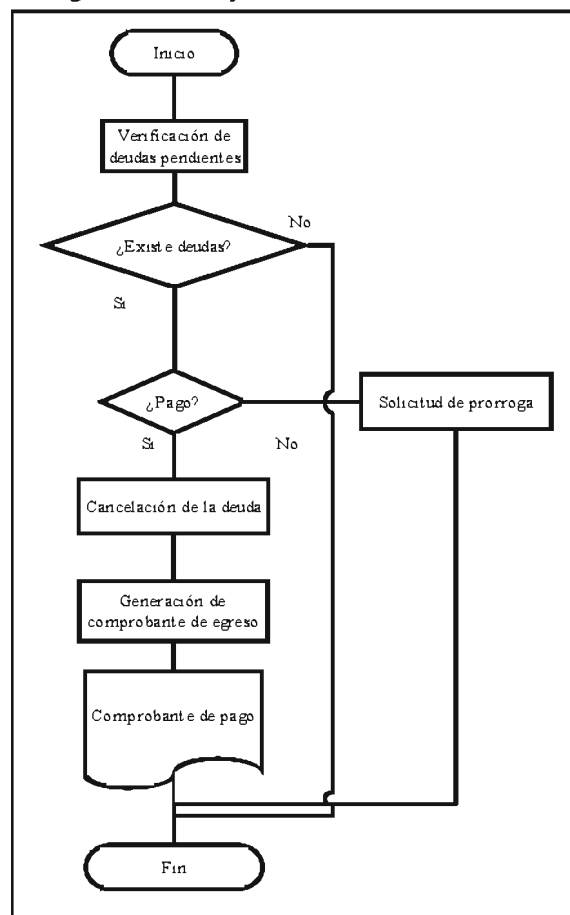 Inicio
Verificación de
deudas pendientes
No
¿Existe deudas?
Si
¿Pago?
Solicitud de prorroga
Si
No
Cancelación de la deuda
Generación de
comprobante de egreso
Comprobante de pago
Fin